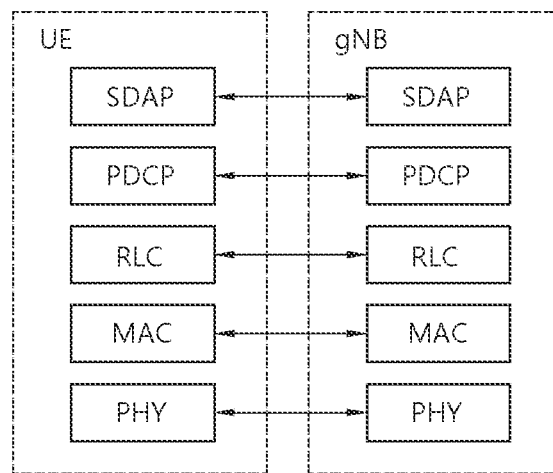 UE gNB
SDAP SDAP
PDCP PDCP
RLC RLC
MAC MAC
PHY PHY